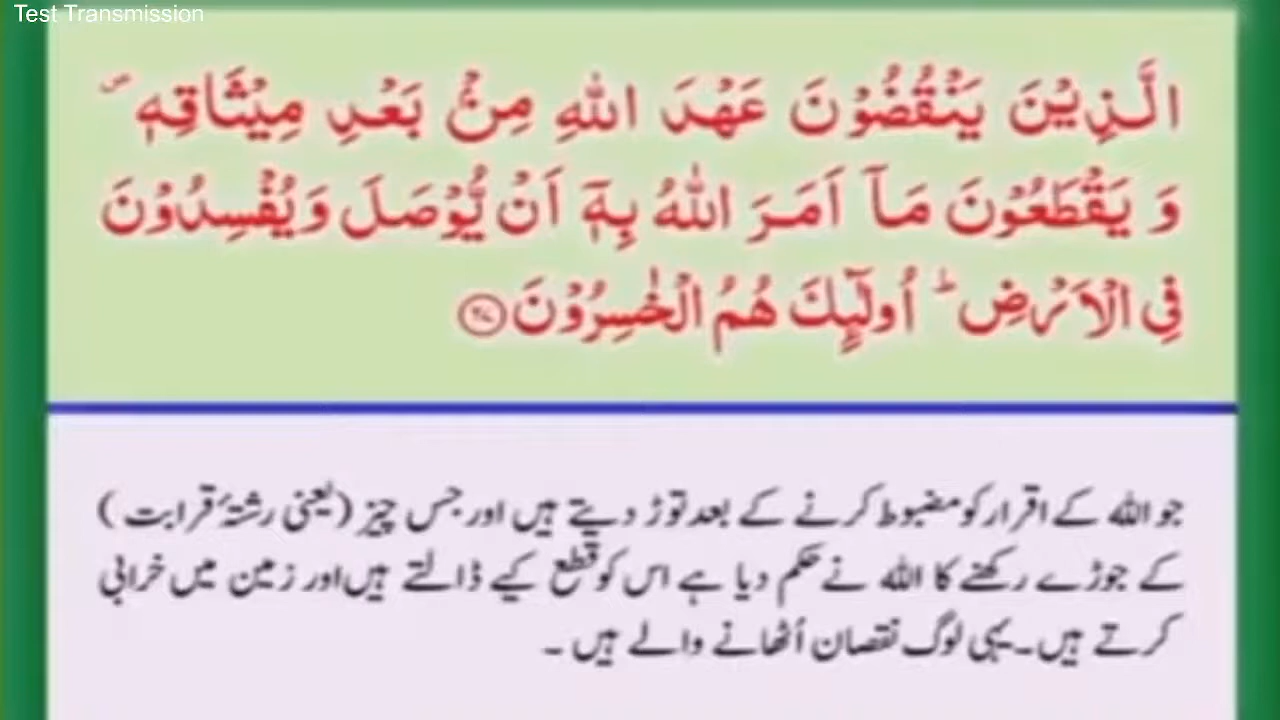 Test Transmission
الَّذِيْنَ يَنْقُضُوْنَ عَهْدَ اللّٰهِ مِنْۢ بَعْدِ مِيْثَاقِهٖ ۪
وَ يَقْطَعُوْنَ مَاۤ اَمَرَ اللّٰهُ بِهٖۤ اَنْ يُّوْصَلَ وَيُفْسِدُوْنَ
فِي الْاَرْضِ ؕ اُولٰٓئِكَ هُمُ الْخٰسِرُوْنَ ۝۲۷
جو اللہ کے اقرار کو مضبوط کرنے کے بعد توڑ دیتے ہیں اور جس چیز (یعنی رشتۂ قرابت)
کے جوڑے رکھنے کا اللہ نے حکم دیا ہے اس کو قطع کیے ڈالتے ہیں اور زمین میں خرابی
کرتے ہیں۔ یہی لوگ نقصان اُٹھانے والے ہیں ۔